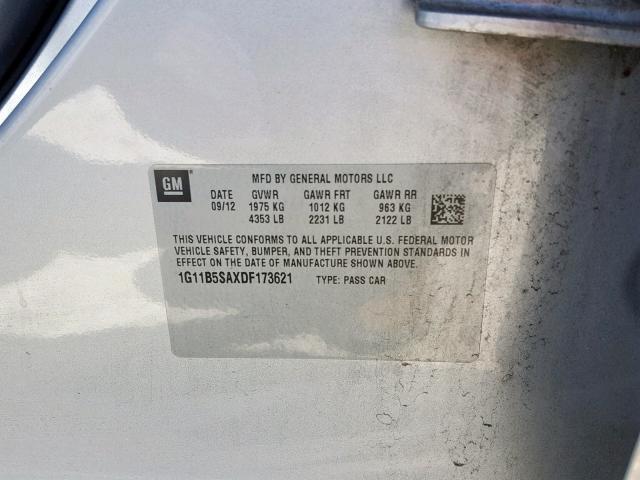 GM
MFD BY GENERAL MOTORS LLC
DATE GVWR GAWR FRT GAWR RR
09/12 1975 KG 1012 KG 963 KG
4353 LB 2231 LB 2122 LB
THIS VEHICLE CONFORMS TO ALL APPLICABLE U.S. FEDERAL MOTOR
VEHICLE SAFETY, BUMPER, AND THEFT PREVENTION STANDARDS IN
EFFECT ON THE DATE OF MANUFACTURE SHOWN ABOVE.
1G11B5SAXDF173621 TYPE: PASS CAR